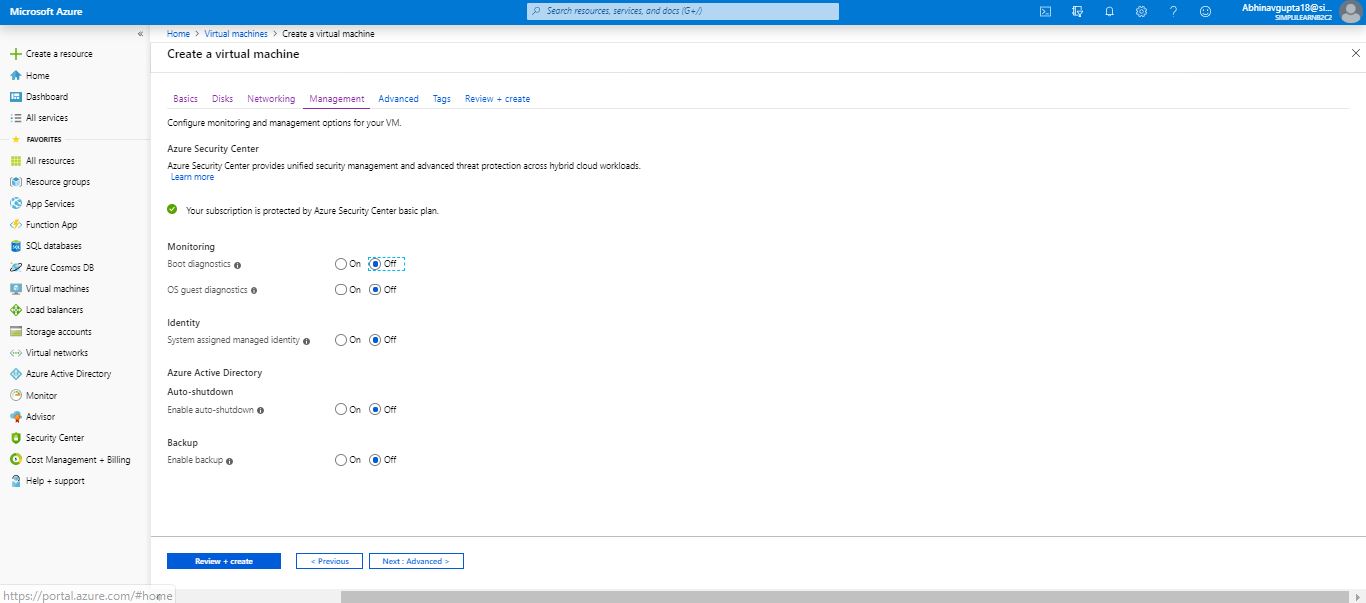 Microsoft Azure
Search resources, services, and docs (G+/)
Abhinavgupta18@si...
SIMPLILEARNB2C2
«
Create a resource
Home
Dashboard
All services
FAVORITES
All resources
Resource groups
App Services
Function App
SQL databases
Azure Cosmos DB
Virtual machines
Load balancers
Storage accounts
Virtual networks
Azure Active Directory
Monitor
Advisor
Security Center
Cost Management + Billing
Help + support
Home > Virtual machines > Create a virtual machine
Create a virtual machine
Basics Disks Networking Management Advanced Tags Review + create
Configure monitoring and management options for your VM.
Azure Security Center
Azure Security Center provides unified security management and advanced threat protection across hybrid cloud workloads.
Learn more
Your subscription is protected by Azure Security Center basic plan.
Monitoring
Boot diagnostics On Off
OS guest diagnostics On Off
Identity
System assigned managed identity On Off
Azure Active Directory
Auto-shutdown
Enable auto-shutdown On Off
Backup
Enable backup On Off
Review + create < Previous Next : Advanced >
https://portal.azure.com/#home